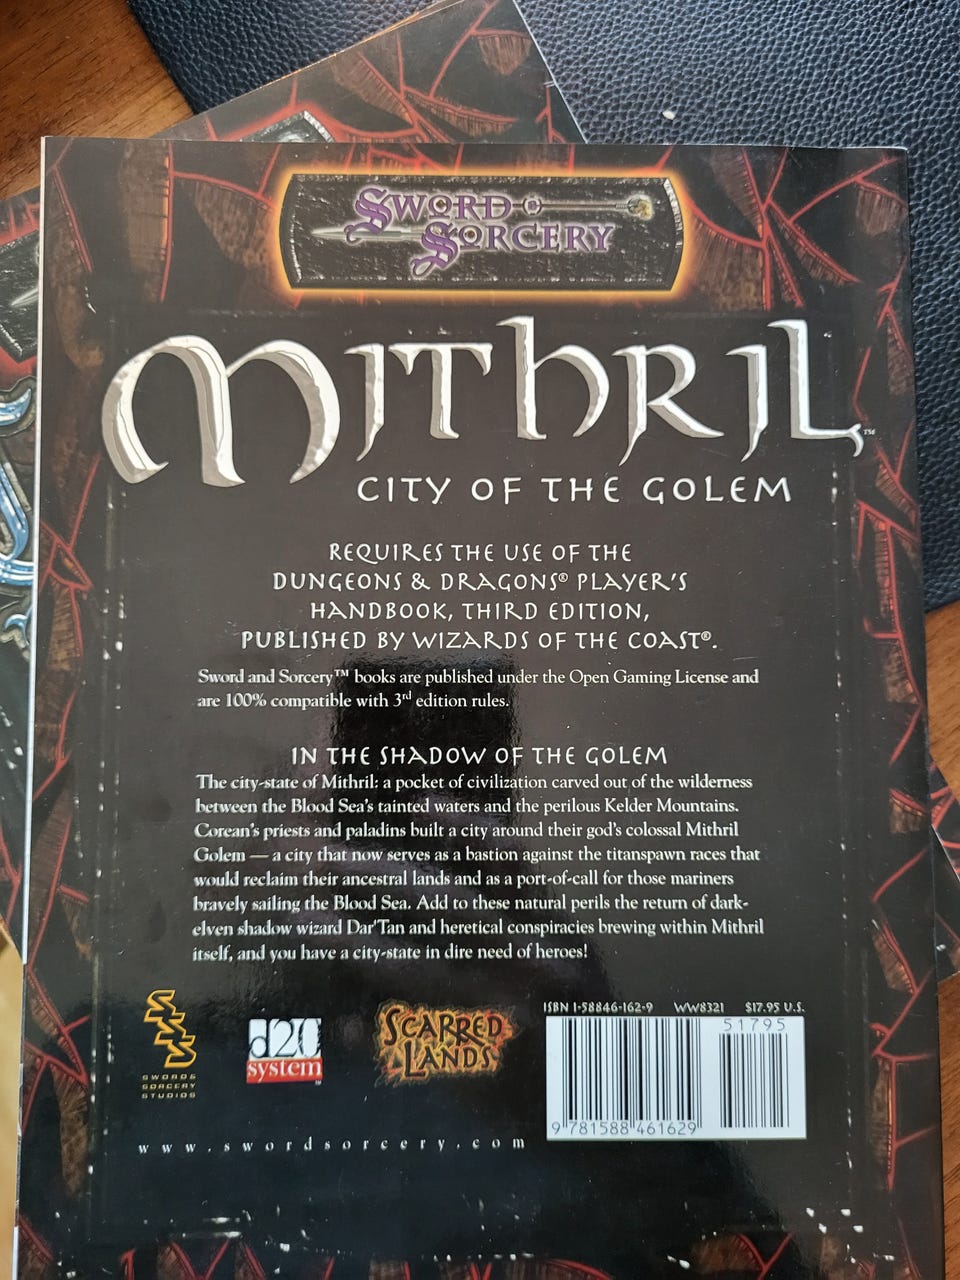 SWORD
SORCERY
MITHRIL™
CITY OF THE GOLEM
REQUIRES THE USE OF THE
DUNGEONS & DRAGONS® PLAYER'S
HANDBOOK, THIRD EDITION,
PUBLISHED BY WIZARDS OF THE COAST®.
Sword and Sorcery™ books are published under the Open Gaming License and
are 100% compatible with 3rd edition rules.
IN THE SHADOW OF THE GOLEM
The city-state of Mithril: a pocket of civilization carved out of the wilderness
between the Blood Sea's tainted waters and the perilous Kelder Mountains.
Corean's priests and paladins built a city around their god's colossal Mithril
Golem — a city that now serves as a bastion against the titanspawn races that
would reclaim their ancestral lands and as a port-of-call for those mariners
bravely sailing the Blood Sea. Add to these natural perils the return of dark-
elven shadow wizard Dar'Tan and heretical conspiracies brewing within Mithril
itself, and you have a city-state in dire need of heroes!
ISBN 1-58846-162-9 WW8321 $17.95 U.S.
51795
9 781588 461629
SSS
SWORD &
SORCERY
STUDIOS
d20
system™
SCARRED
LANDS
www.swordsorcery.com